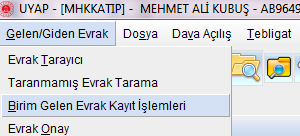 UYAP - [MHKKATIP] - MEHMET ALİ KUBUŞ - AB9649
Gelen/Giden Evrak Dosya Dava Açılış Tebligat
Evrak Tarayıcı
Taranmamış Evrak Tarama
Birim Gelen Evrak Kayıt İşlemleri
Evrak Onay